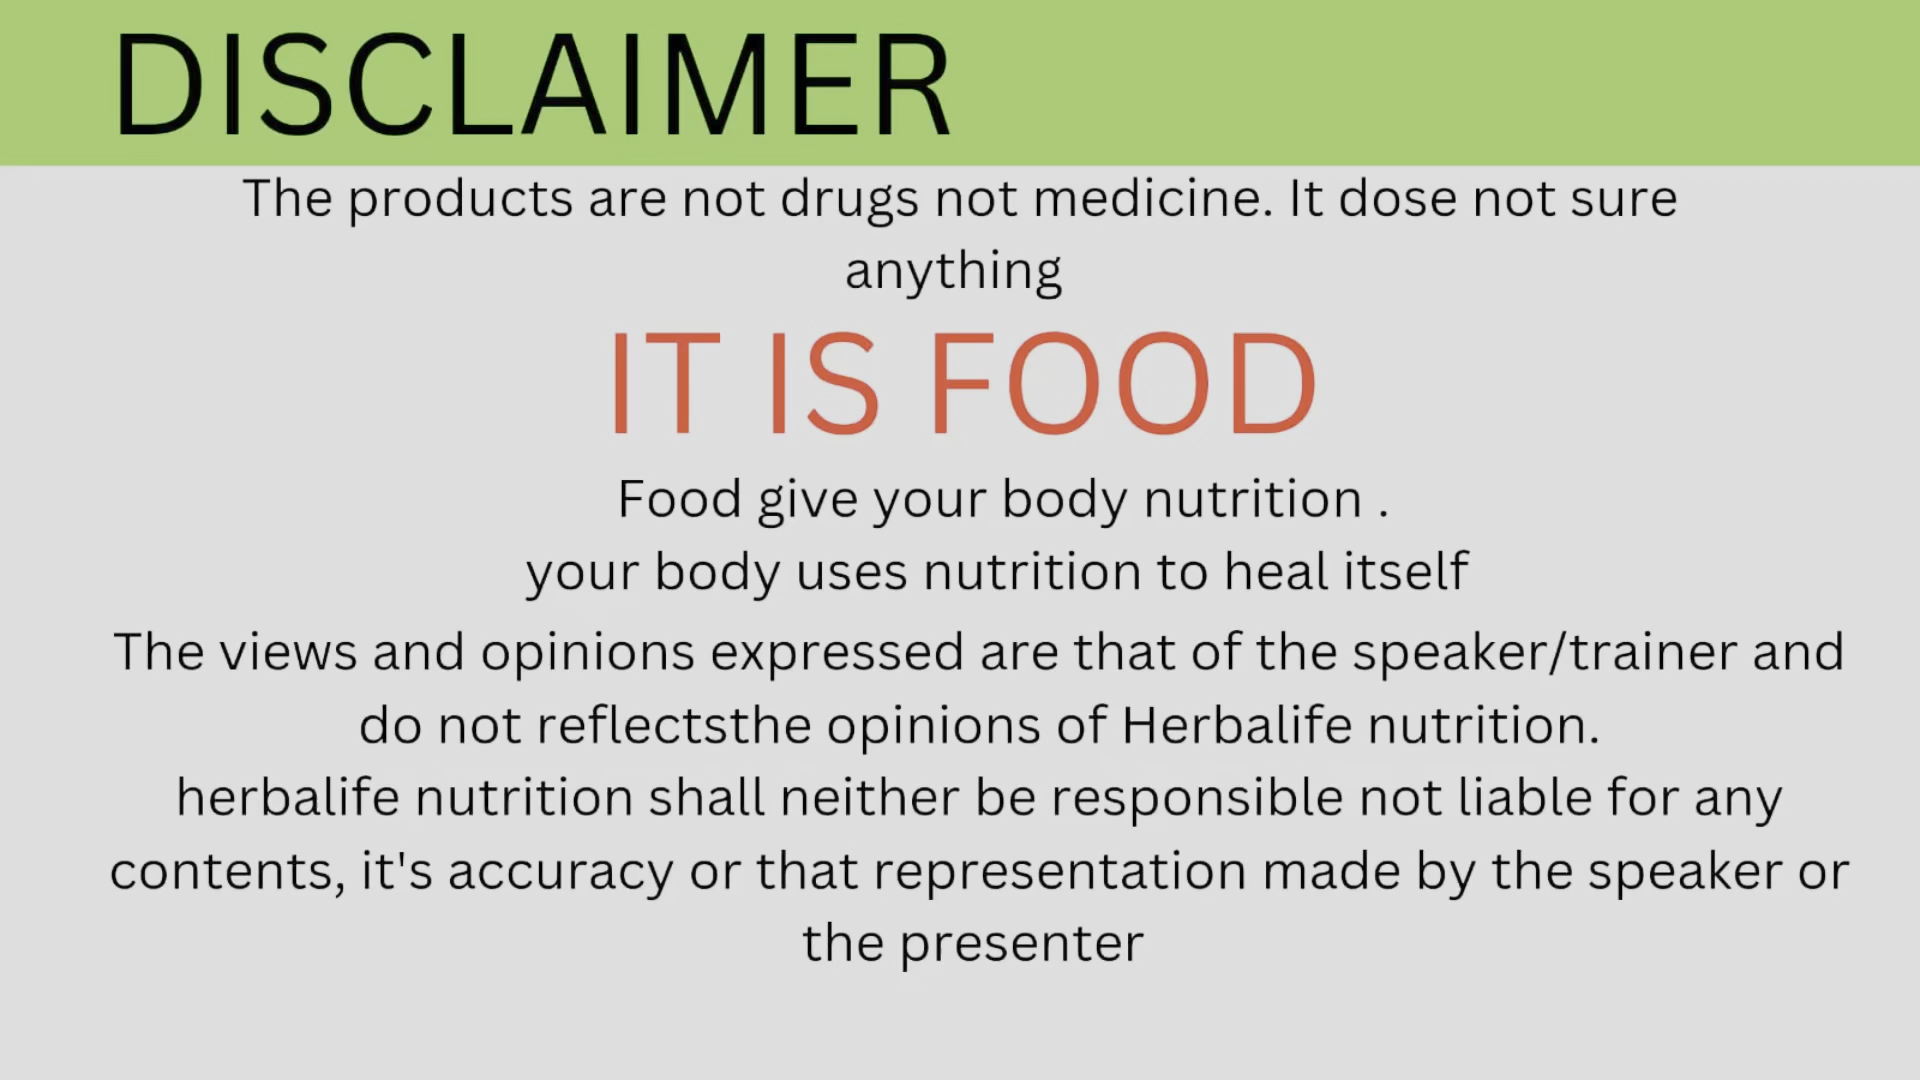 DISCLAIMER
The products are not drugs not medicine. It dose not sure
anything
IT IS FOOD
Food give your body nutrition .
your body uses nutrition to heal itself
The views and opinions expressed are that of the speaker/trainer and
do not reflectsthe opinions of Herbalife nutrition.
herbalife nutrition shall neither be responsible not liable for any
contents, it's accuracy or that representation made by the speaker or
the presenter